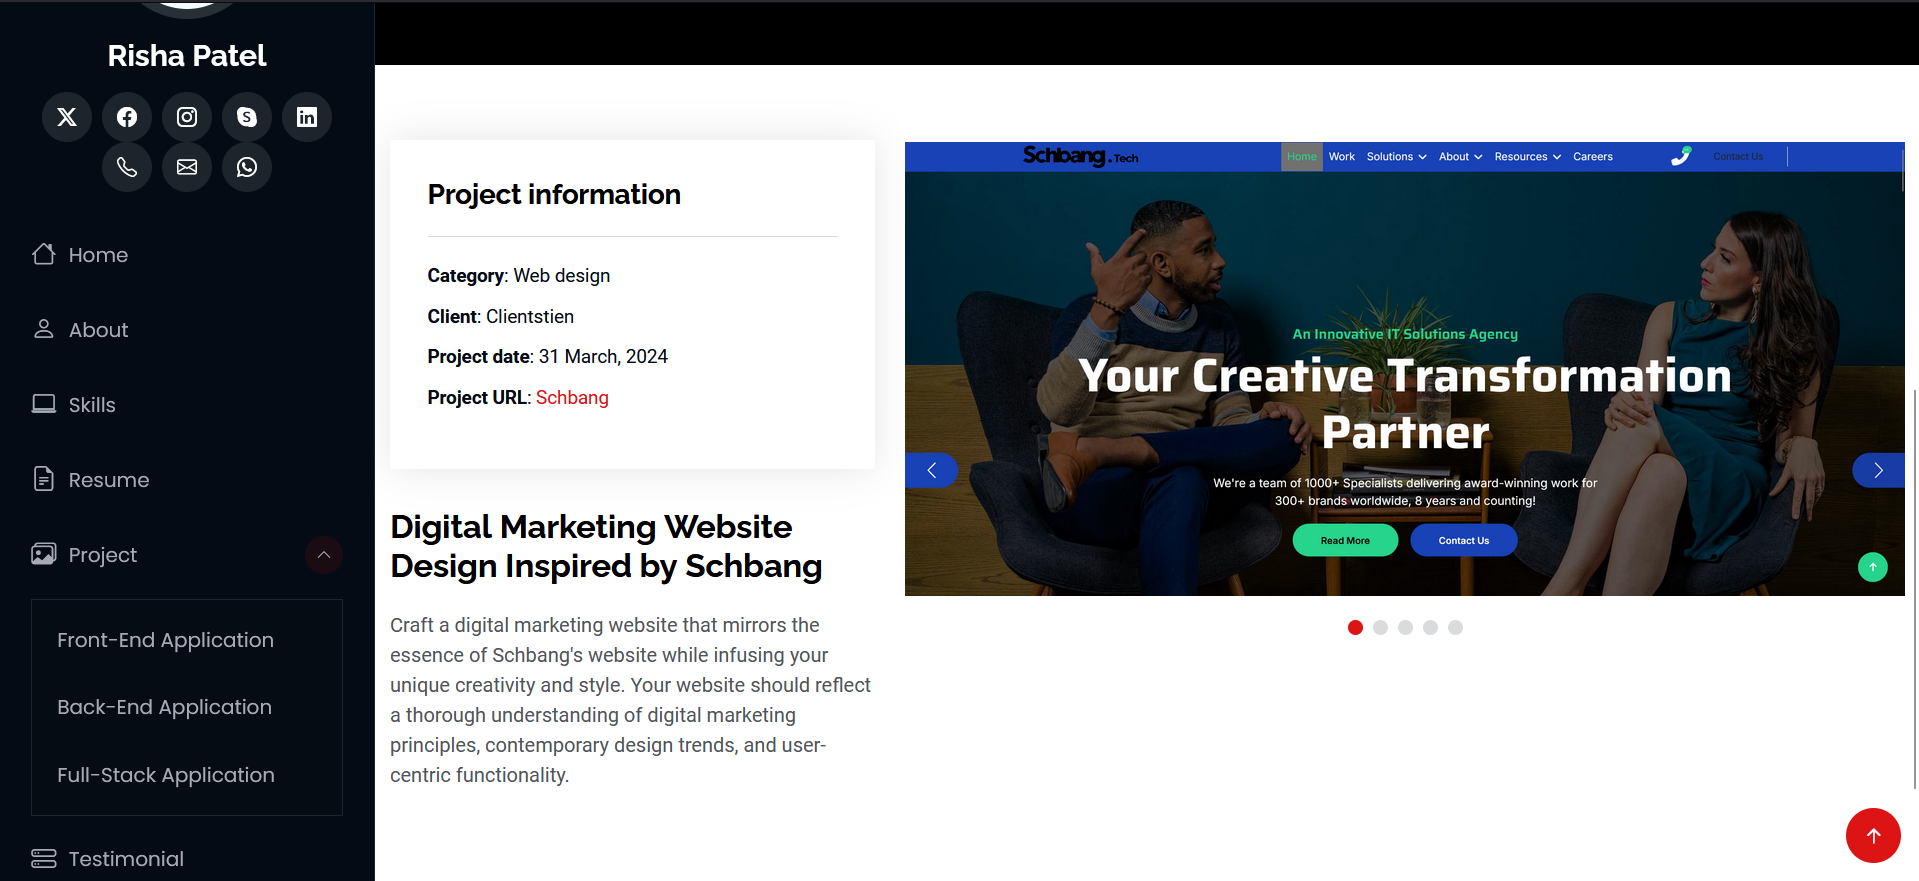 Risha Patel
Home
About
Skills
Resume
Project
Front-End Application
Back-End Application
Full-Stack Application
Testimonial
Project information
Category: Web design
Client: Clientstien
Project date: 31 March, 2024
Project URL: Schbang
Digital Marketing Website
Design Inspired by Schbang
Craft a digital marketing website that mirrors the
essence of Schbang's website while infusing your
unique creativity and style. Your website should reflect
a thorough understanding of digital marketing
principles, contemporary design trends, and user-
centric functionality.
Schbang.Tech
Home Work Solutions About Resources Careers Contact Us
An Innovative IT Solutions Agency
Your Creative Transformation
Partner
We're a team of 1000+ Specialists delivering award-winning work for
300+ brands worldwide, 8 years and counting!
Read More Contact Us